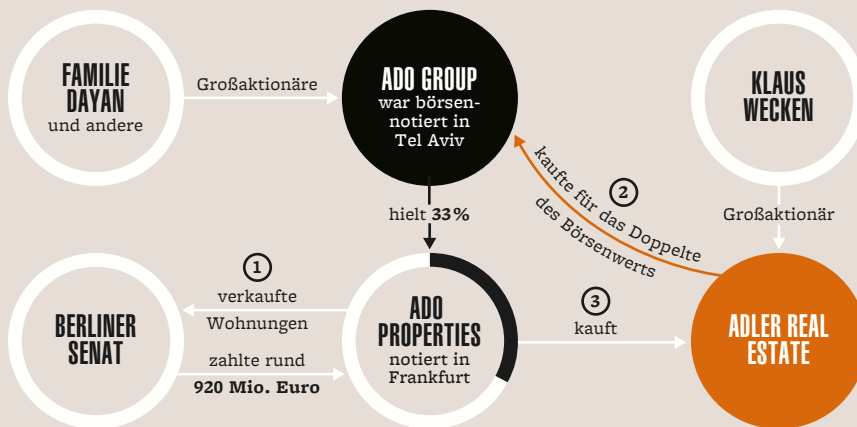 FAMILIE
DAYAN
und andere
Großaktionäre
ADO GROUP
war börsen-
notiert in
Tel Aviv
KLAUS
WECKEN
2
kaufte für das Doppelte
des Börsenwerts
hielt 33%
Großaktionär
1
verkaufte
Wohnungen
BERLINER
SENAT
zahlte rund
920 Mio. Euro
ADO
PROPERTIES
notiert in
Frankfurt
3
kauft
ADLER REAL
ESTATE